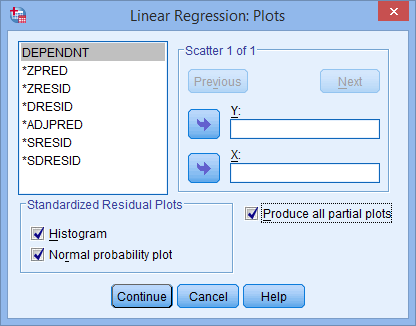 Linear Regression: Plots
DEPENDNT
*ZPRED
*ZRESID
*DRESID
*ADJPRED
*SRESID
*SDRESID
Scatter 1 of 1
Previous
Next
Y:
X:
Standardized Residual Plots
Histogram
Normal probability plot
Produce all partial plots
Continue
Cancel
Help